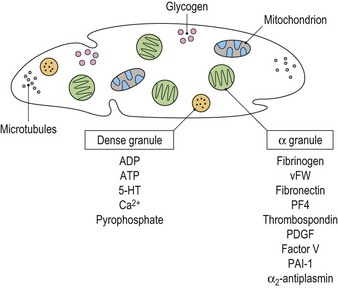 Glycogen
Mitochondrion
Microtubules
Dense granule
ADP
ATP
5-HT
Ca2+
Pyrophosphate
α granule
Fibrinogen
vFW
Fibronectin
PF4
Thrombospondin
PDGF
Factor V
PAI-1
α2-antiplasmin